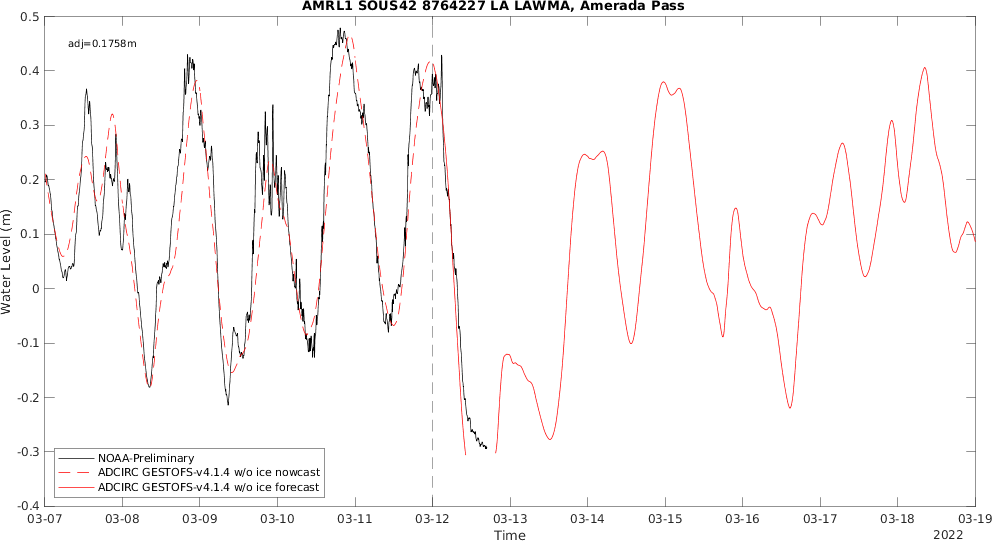 AMRL1 SOUS42 8764227 LA LAWMA, Amerada Pass
adj=0.1758m
0.5
0.4
0.3
0.2
0.1
0
-0.1
-0.2
-0.3
-0.4
Water Level (m)
NOAA-Preliminary
ADCIRC GESTOFS-v4.1.4 w/o ice nowcast
ADCIRC GESTOFS-v4.1.4 w/o ice forecast
03-07 03-08 03-09 03-10 03-11 03-12 03-13 03-14 03-15 03-16 03-17 03-18 03-19
Time
2022